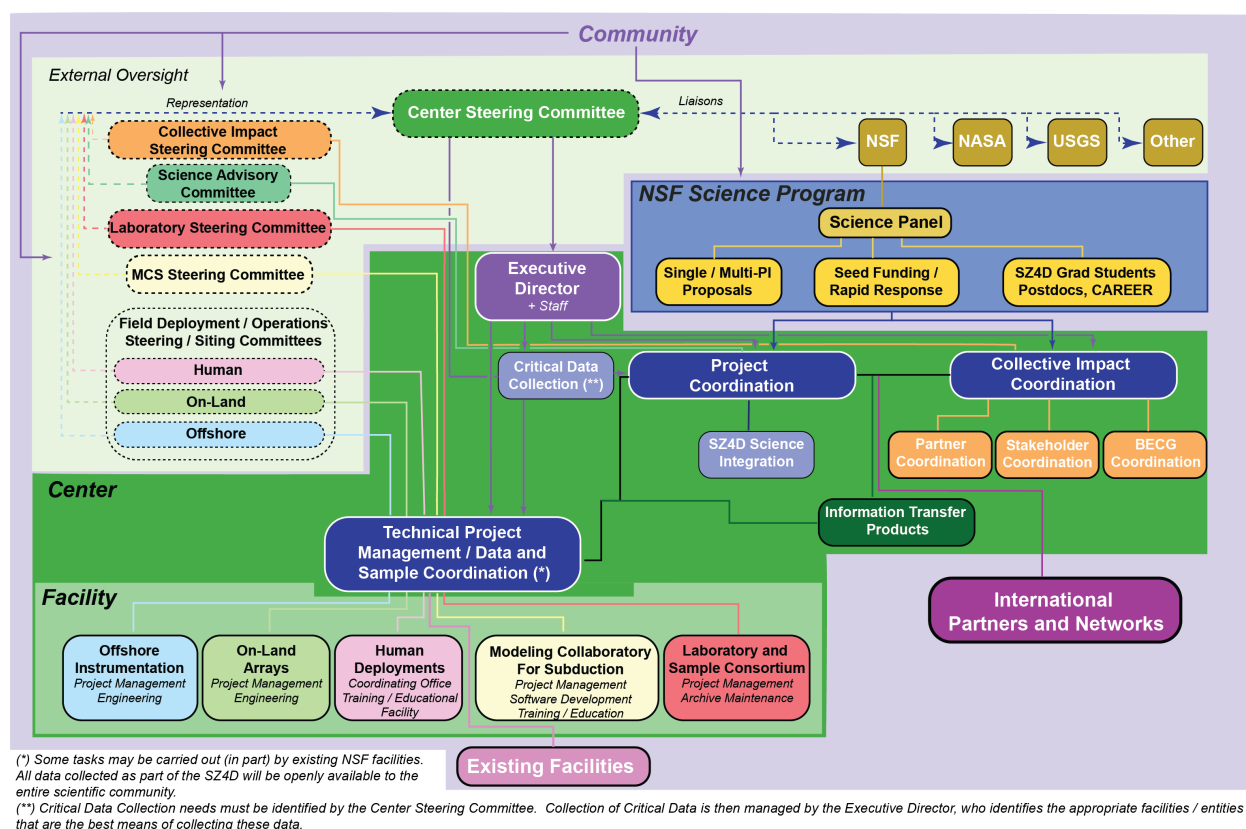 Community
External Oversight
Representation
Center Steering Committee
Liaisons
NSF
NASA
USGS
Other
Collective Impact
Steering Committee
Science Advisory
Committee
Laboratory Steering Committee
MCS Steering Committee
Field Deployment / Operations
Steering / Siting Committees
Human
On-Land
Offshore
NSF Science Program
Science Panel
Single / Multi-PI
Proposals
Seed Funding /
Rapid Response
SZ4D Grad Students
Postdocs, CAREER
Executive
Director
+ Staff
Critical Data
Collection (**)
Project
Coordination
Collective Impact
Coordination
SZ4D Science
Integration
Partner
Coordination
Stakeholder
Coordination
BECG
Coordination
Center
Technical Project
Management / Data and
Sample Coordination (*)
Information Transfer
Products
International
Partners and Networks
Facility
Offshore
Instrumentation
Project Management
Engineering
On-Land
Arrays
Project Management
Engineering
Human
Deployments
Coordinating Office
Training / Educational
Facility
Modeling Collaboratory
For Subduction
Project Management
Software Development
Training / Education
Laboratory and
Sample Consortium
Project Management
Archive Maintenance
Existing Facilities
(*) Some tasks may be carried out (in part) by existing NSF facilities.
All data collected as part of the SZ4D will be openly available to the
entire scientific community.
(**) Critical Data Collection needs must be identified by the Center Steering Committee.  Collection of Critical Data is then managed by the Executive Director, who identifies the appropriate facilities / entities
that are the best means of collecting these data.